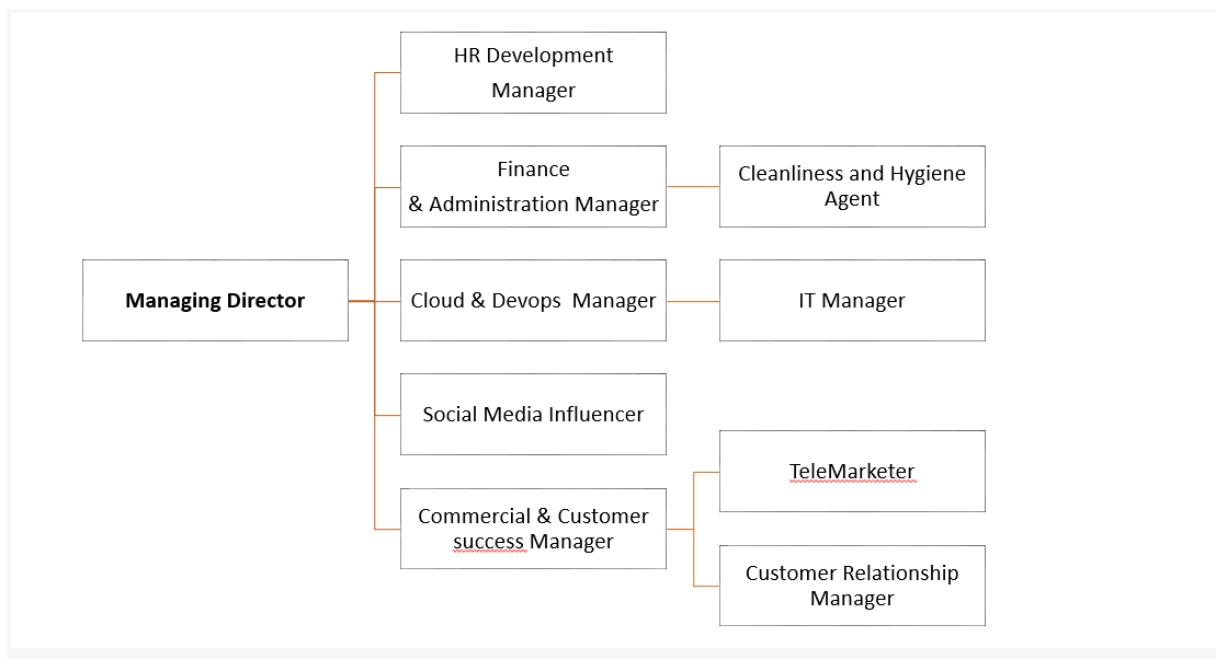 HR Development
Manager
Finance
& Administration Manager
Cleanliness and Hygiene
Agent
Managing Director
Cloud & Devops  Manager
IT Manager
Social Media Influencer
TeleMarketer
Commercial & Customer
success Manager
Customer Relationship
Manager